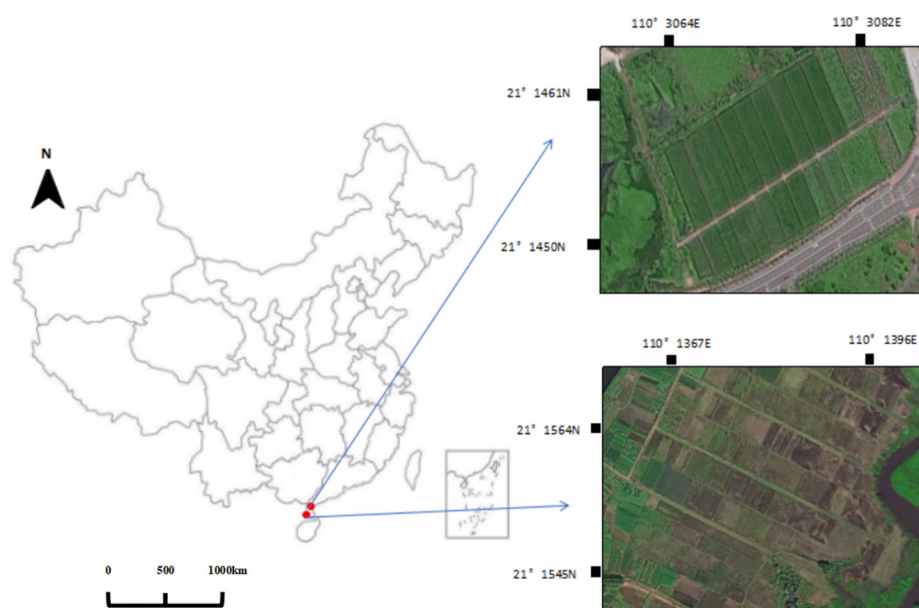 110° 3064E
110° 3082E
21° 1461N
N
21° 1450N
110° 1367E
110° 1396E
21° 1564N
21° 1545N
0 500 1000km